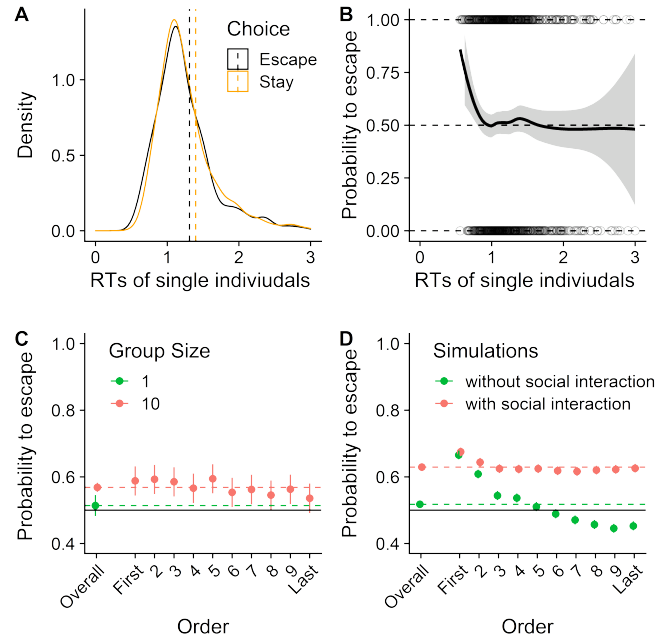 A
Choice
Escape
Stay
Density
1.0
0.5
0.0
0 1 2 3
RTs of single indiviudals
B
Probability to escape
1.00
0.75
0.50
0.25
0.00
0 1 2 3
RTs of single indiviudals
C
Group Size
1
10
Probability to escape
1.0
0.8
0.6
0.4
Overall First 2 3 4 5 6 7 8 9 Last
Order
D
Simulations
without social interaction
with social interaction
Probability to escape
1.0
0.8
0.6
0.4
Overall First 2 3 4 5 6 7 8 9 Last
Order